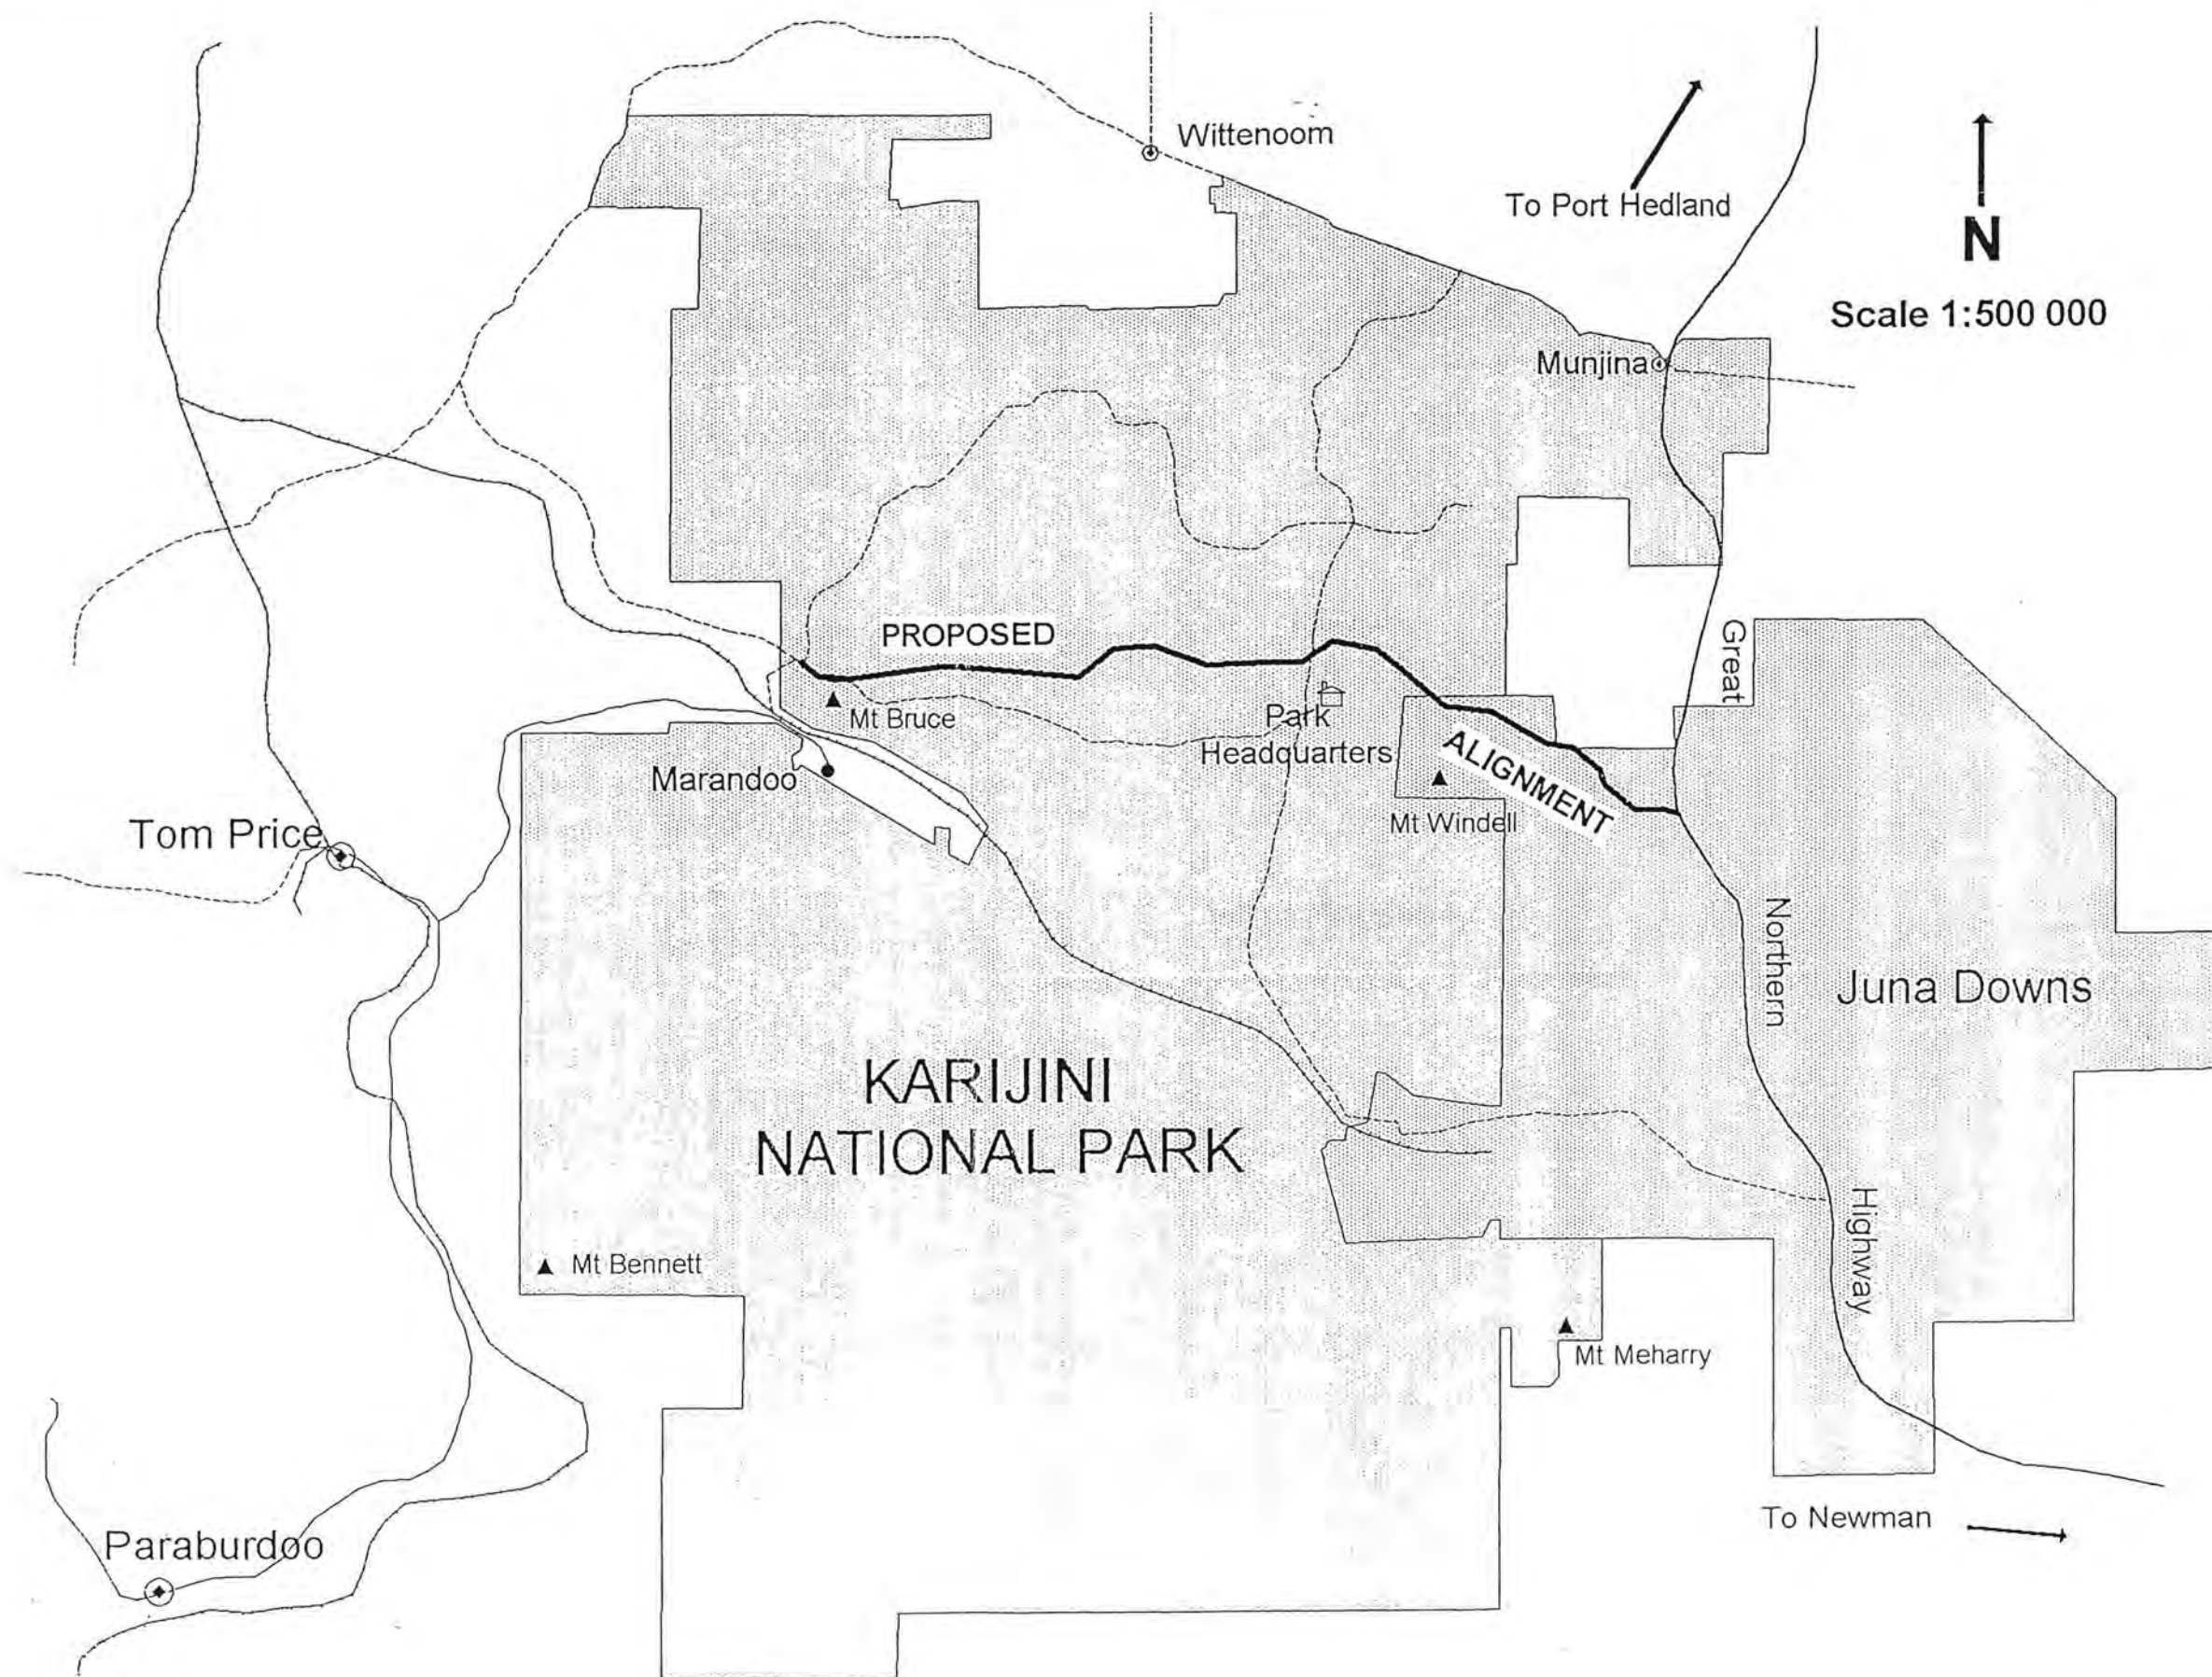 Wittenoom
To Port Hedland
N
Scale 1:500 000
Munjina
PROPOSED
Great
Mt Bruce
Park
Headquarters
ALIGNMENT
Marandoo
Mt Windell
Tom Price
Northern
Juna Downs
KARIJINI
NATIONAL PARK
Highway
Mt Bennett
Mt Meharry
To Newman
Paraburdoo